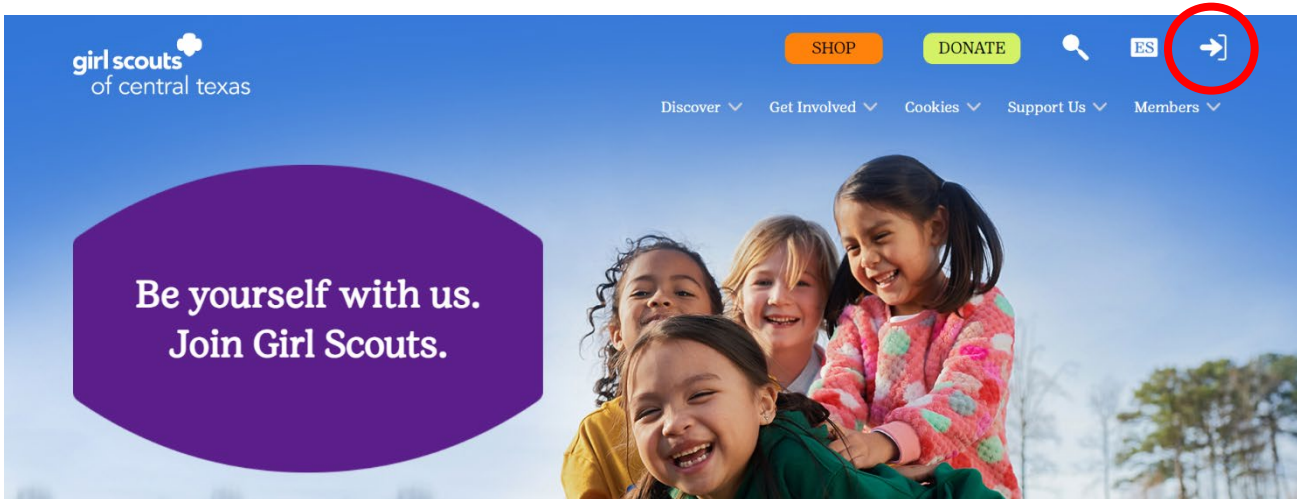 girl scouts
of central texas
SHOP
DONATE
ES
Discover
Get Involved
Cookies
Support Us
Members
Be yourself with us.
Join Girl Scouts.